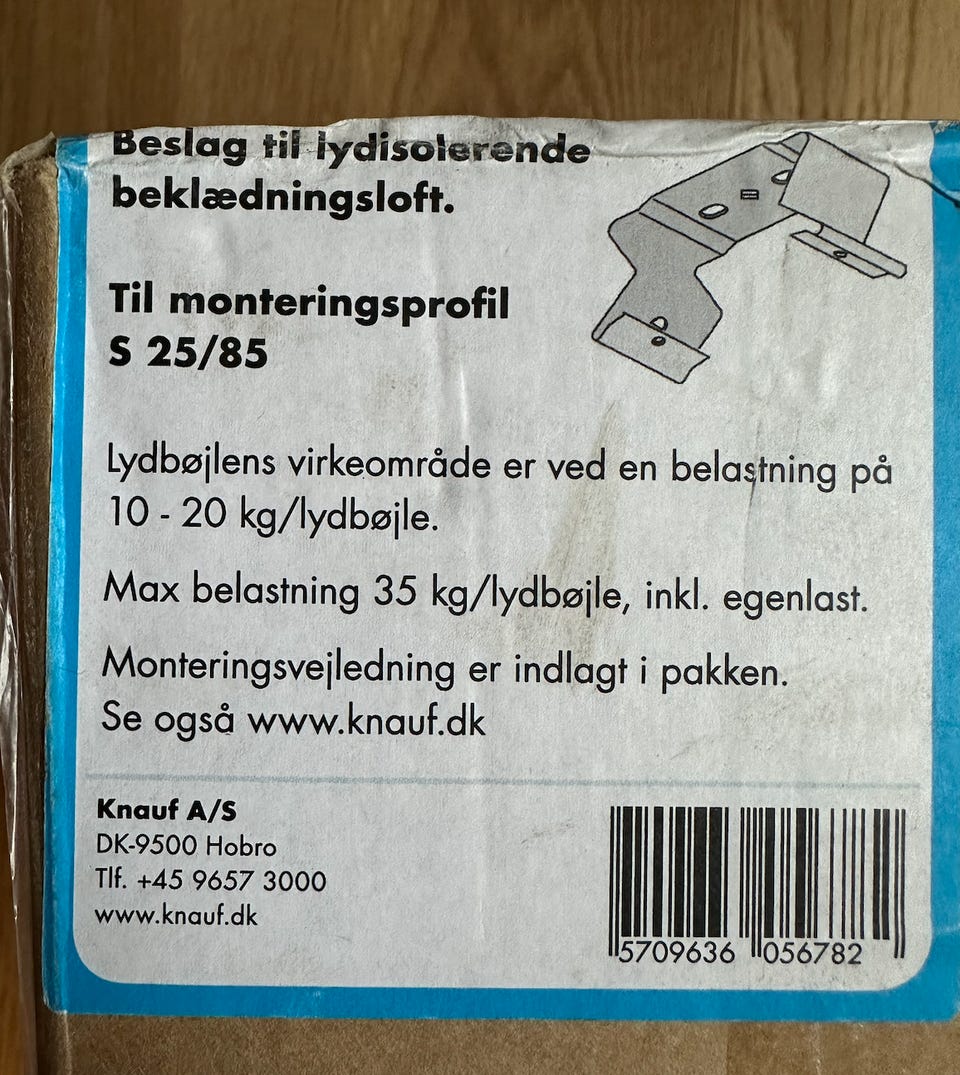 Beslag til lydisolerende
beklædningsloft.
Til monteringsprofil
S 25/85
Lydbøjlens virkeområde er ved en belastning på
10 - 20 kg/lydbøjle.
Max belastning 35 kg/lydbøjle, inkl. egenlast.
Monteringsvejledning er indlagt i pakken.
Se også www.knauf.dk
Knauf A/S
DK-9500 Hobro
Tlf. +45 9657 3000
www.knauf.dk
5709636 056782